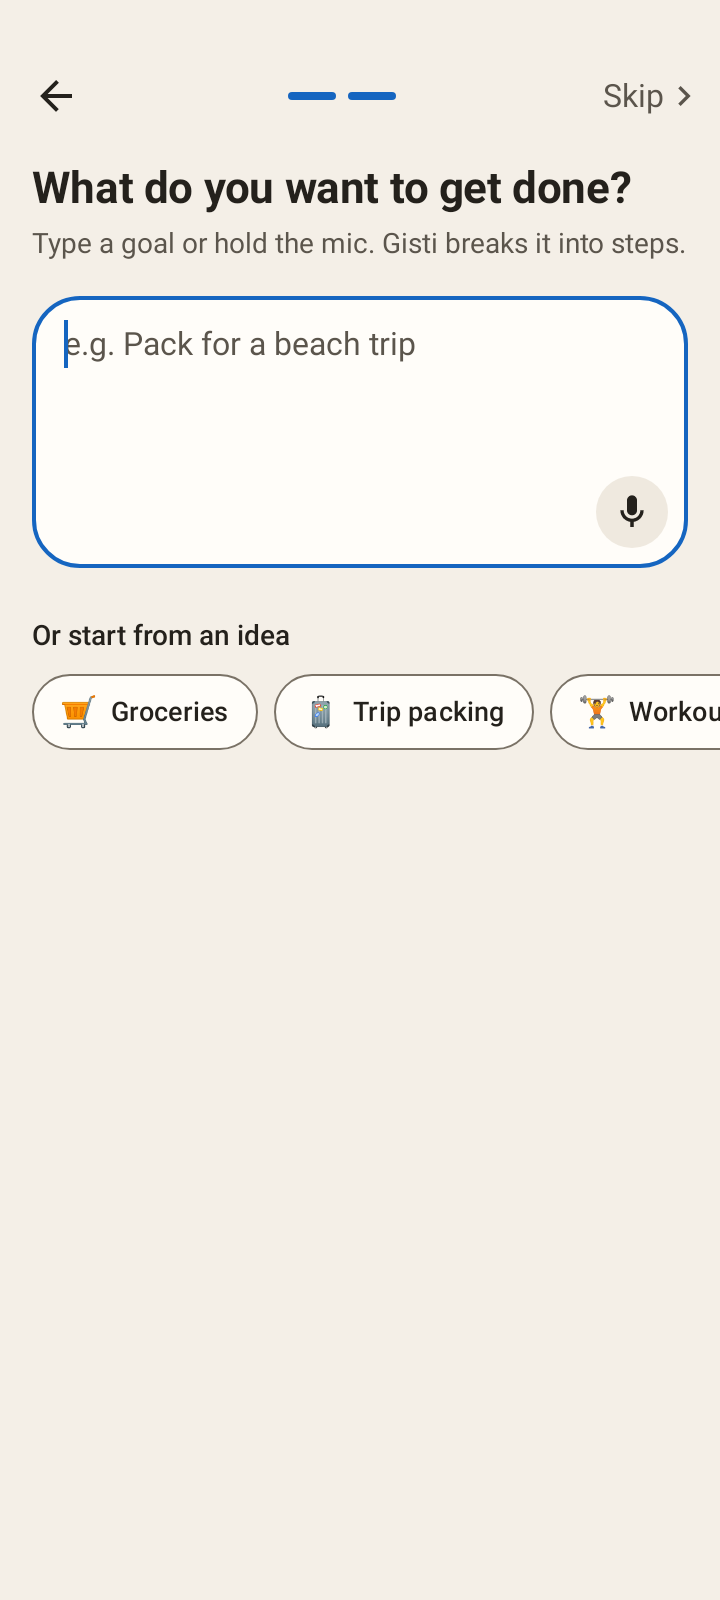 Skip
What do you want to get done?
Type a goal or hold the mic. Gisti breaks it into steps.
e.g. Pack for a beach trip
Or start from an idea
Groceries
Trip packing
Workou